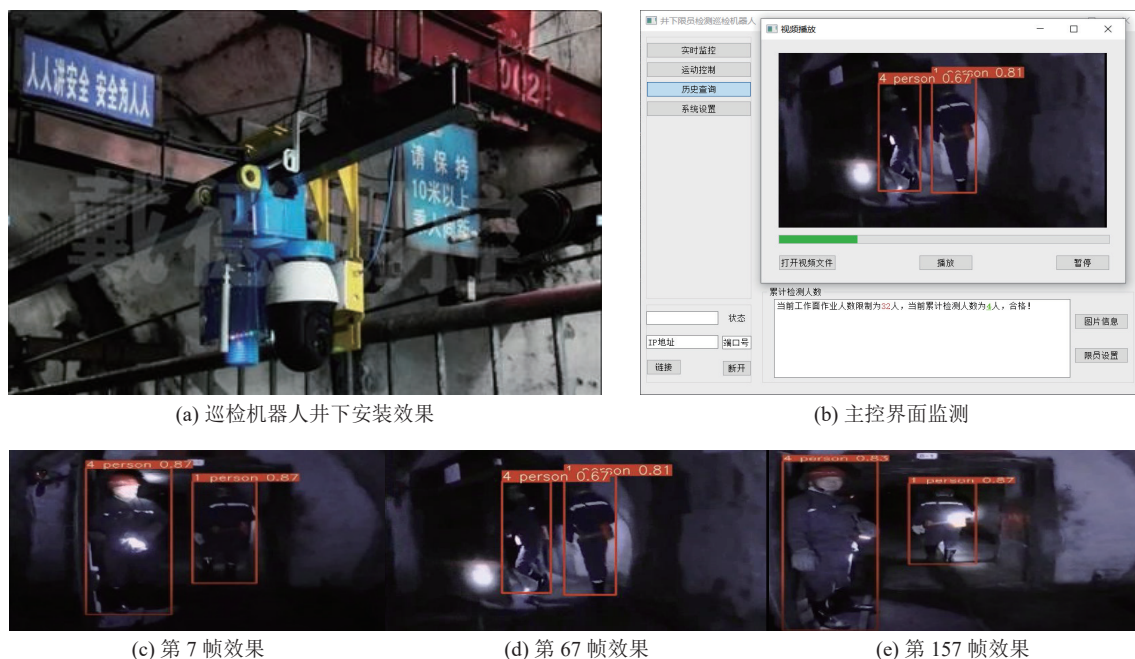 人人讲安全 安全为人人
请保持
10米以上
乘人间距
(a) 巡检机器人井下安装效果
井下限员检测巡检机器人
视频播放
实时监控
运动控制
历史查询
系统设置
4 person 0.67
1 person 0.81
打开视频文件
播放
暂停
累计检测人数
当前工作面作业人数限制为32人，当前累计检测人数为4人，合格！
图片信息
限员设置
状态
IP地址
端口号
链接
断开
(b) 主控界面监测
4 person 0.87
1 person 0.87
(c) 第 7 帧效果
4 person 0.67
1 person 0.81
(d) 第 67 帧效果
4 person 0.83
1 person 0.87
(e) 第 157 帧效果